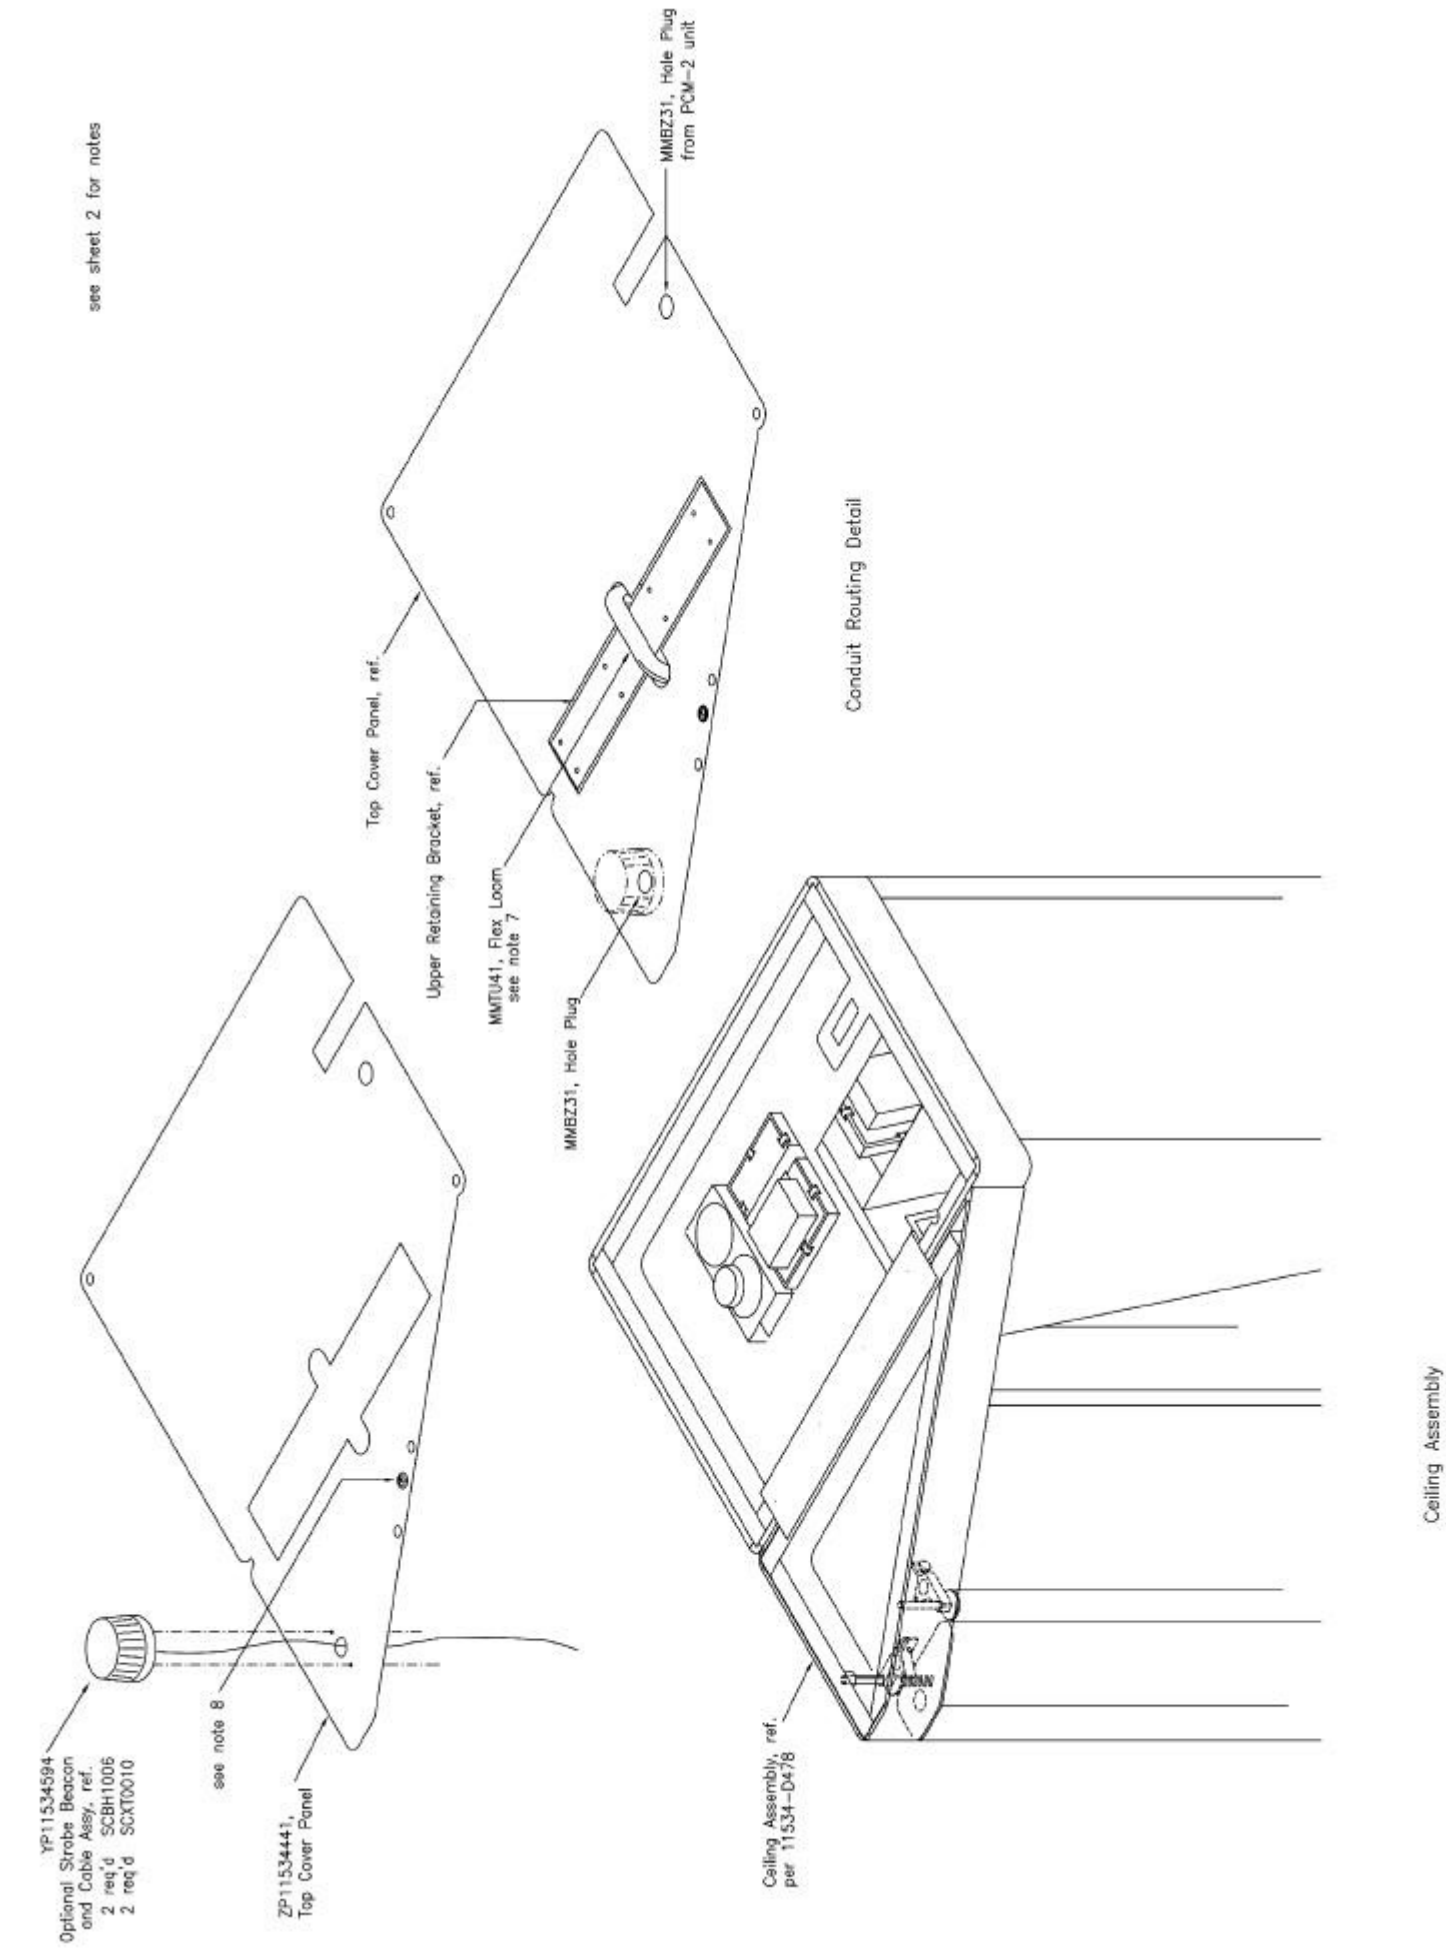 see sheet 2 for notes
YP11534594
Optional Strobe Beacon
and Cable Assy, ref.
2 req'd SCBH1006
2 req'd SCXT0010
see note 8
ZP11534441,
Top Cover Panel
MMBZ31, Hole Plug
from PCM-2 unit
Top Cover Panel, ref.
Upper Retaining Bracket, ref.
MMTU41, Flex Loom
see note 7
MMBZ31, Hole Plug
Conduit Routing Detail
Ceiling Assembly, ref.
per 11534-D478
Ceiling Assembly